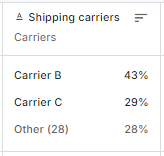 Shipping carriers
Carriers
Carrier B 43%
Carrier C 29%
Other (28) 28%